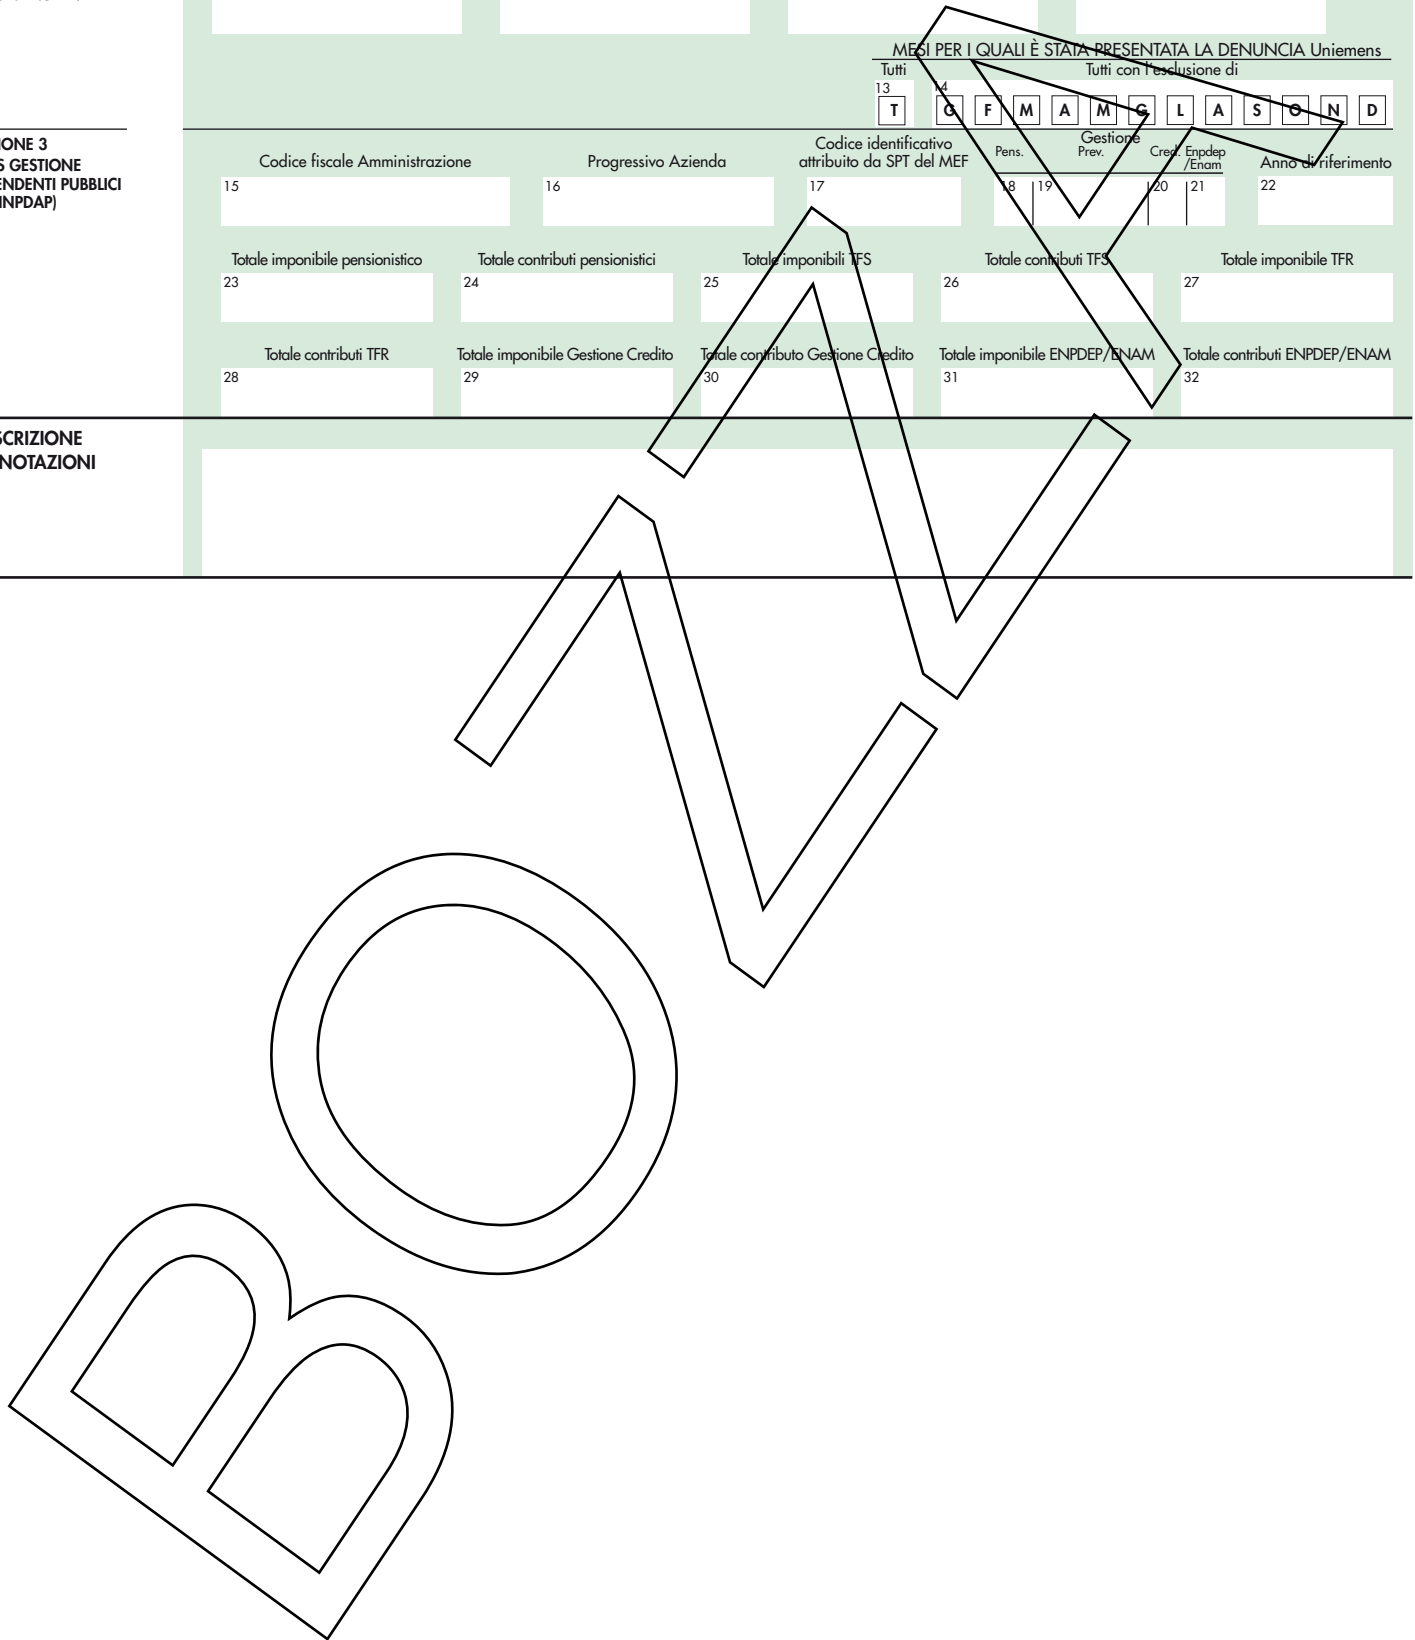 MESI PER I QUALI È STATA PRESENTATA LA DENUNCIA Uniemens
Tutti Tutti con l'esclusione di
13 14
T G F M A M G L A S O N D
IONE 3
S GESTIONE
ENDENTI PUBBLICI
INPDAP)
Codice fiscale Amministrazione Progressivo Azienda Codice identificativo attribuito da SPT del MEF Gestione Pens. Prev. Cred. Enpdep /Enam Anno di riferimento
15 16 17 18 19 20 21 22
Totale imponibile pensionistico Totale contributi pensionistici Totale imponibili TFS Totale contributi TFS Totale imponibile TFR
23 24 25 26 27
Totale contributi TFR Totale imponibile Gestione Credito Totale contributo Gestione Credito Totale imponibile ENPDEP/ENAM Totale contributi ENPDEP/ENAM
28 29 30 31 32
SCRIZIONE
NOTAZIONI
BOZZA